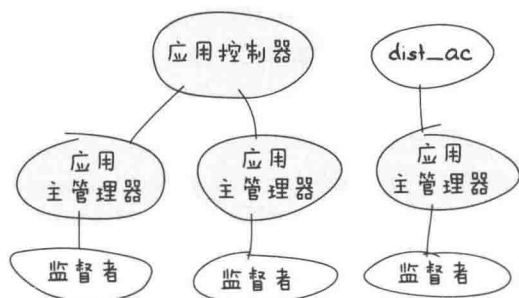 应用控制器
dist_ac
应用
主管理器
应用
主管理器
应用
主管理器
监督者
监督者
监督者